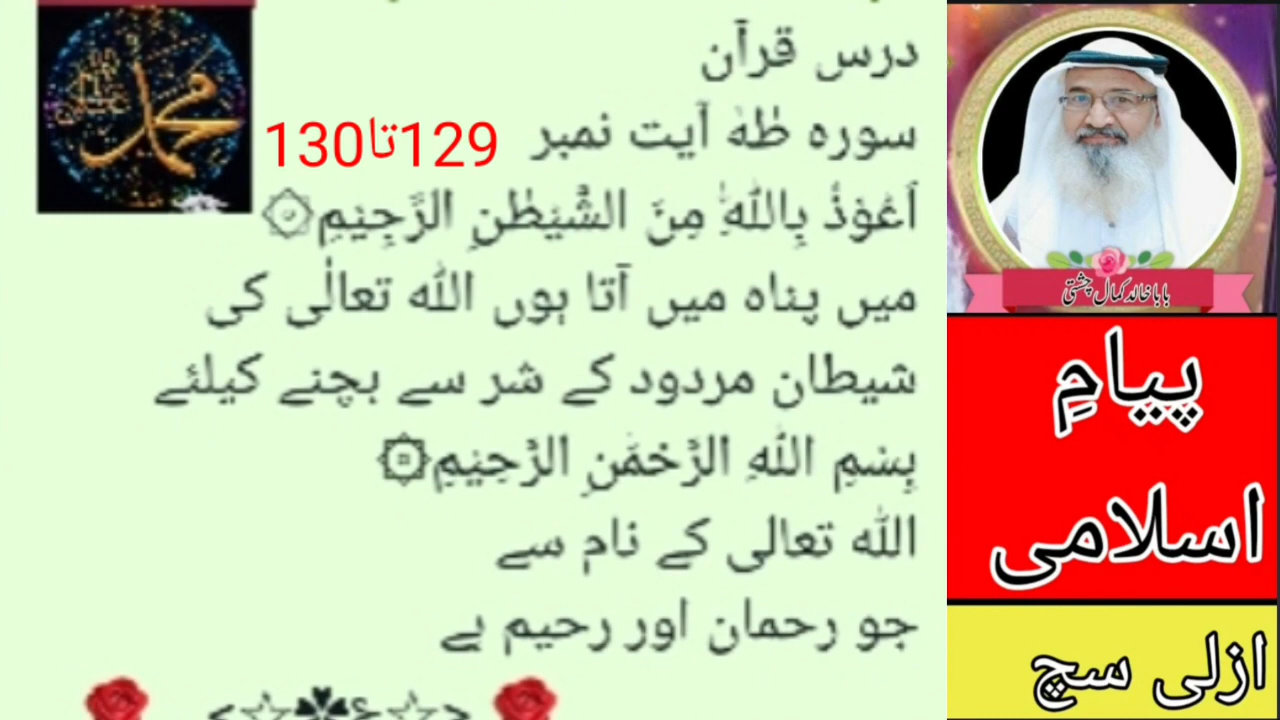 درس قرآن
سورہ طٰہٰ آیت نمبر 129تا130
اَعُوْذُ بِاللّٰهِ مِنَ الشَّيْطٰنِ الرَّجِيْمِ۞
میں پناہ میں آتا ہوں اللہ تعالٰی کی
شیطان مردود کے شر سے بچنے کیلئے
بِسْمِ اللّٰهِ الرَّحْمٰنِ الرَّحِيْمِ۞
اللہ تعالی کے نام سے
جو رحمان اور رحیم ہے
محمد
بابا خالد کمال چشتی
پیامِ
اسلامی
ازلی سچ